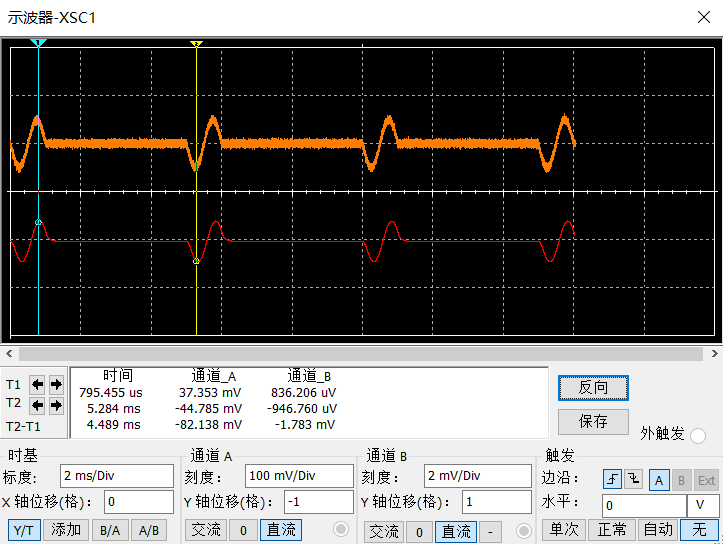 示波器-XSC1
1
2
T1
T2
T2-T1
时间 通道_A 通道_B
795.455 us 37.353 mV 836.206 uV
5.284 ms -44.785 mV -946.760 uV
4.489 ms -82.138 mV -1.783 mV
反向
保存
外触发
时基
标度: 2 ms/Div
X 轴位移(格): 0
Y/T 添加 B/A A/B
通道 A
刻度: 100 mV/Div
Y 轴位移(格): -1
交流 0 直流
通道 B
刻度: 2 mV/Div
Y 轴位移(格): 1
交流 0 直流 -
触发
边沿: A B Ext
水平: 0 V
单次 正常 自动 无